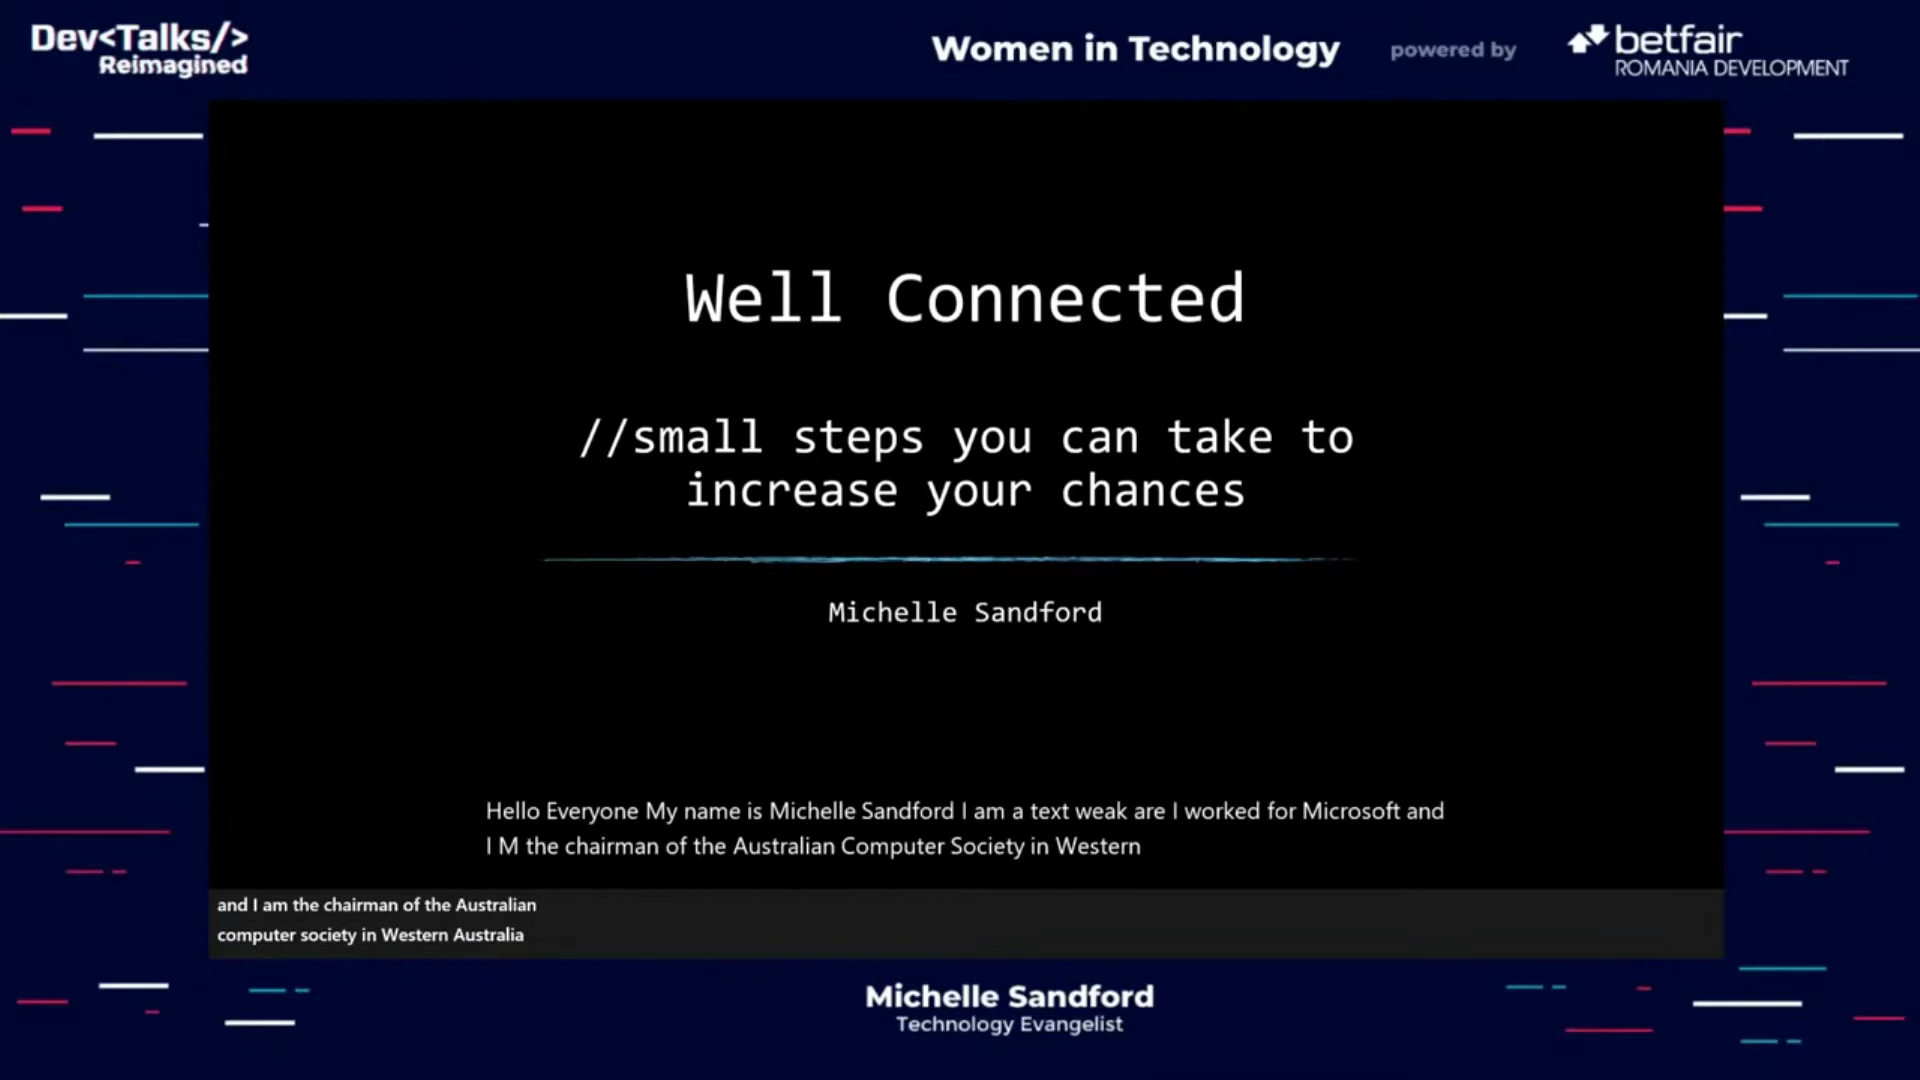 Dev<Talks/>
Reimagined
Women in Technology
powered by
betfair
ROMANIA DEVELOPMENT
Well Connected
//small steps you can take to
increase your chances
Michelle Sandford
Hello Everyone My name is Michelle Sandford I am a text weak are I worked for Microsoft and
I M the chairman of the Australian Computer Society in Western
and I am the chairman of the Australian
computer society in Western Australia
Michelle Sandford
Technology Evangelist